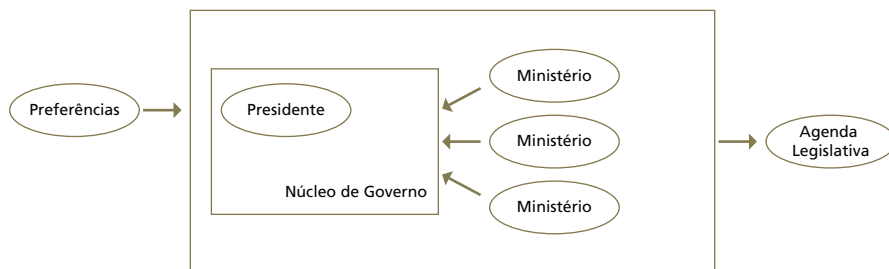 Preferências
Presidente
Núcleo de Governo
Ministério
Ministério
Ministério
Agenda
Legislativa